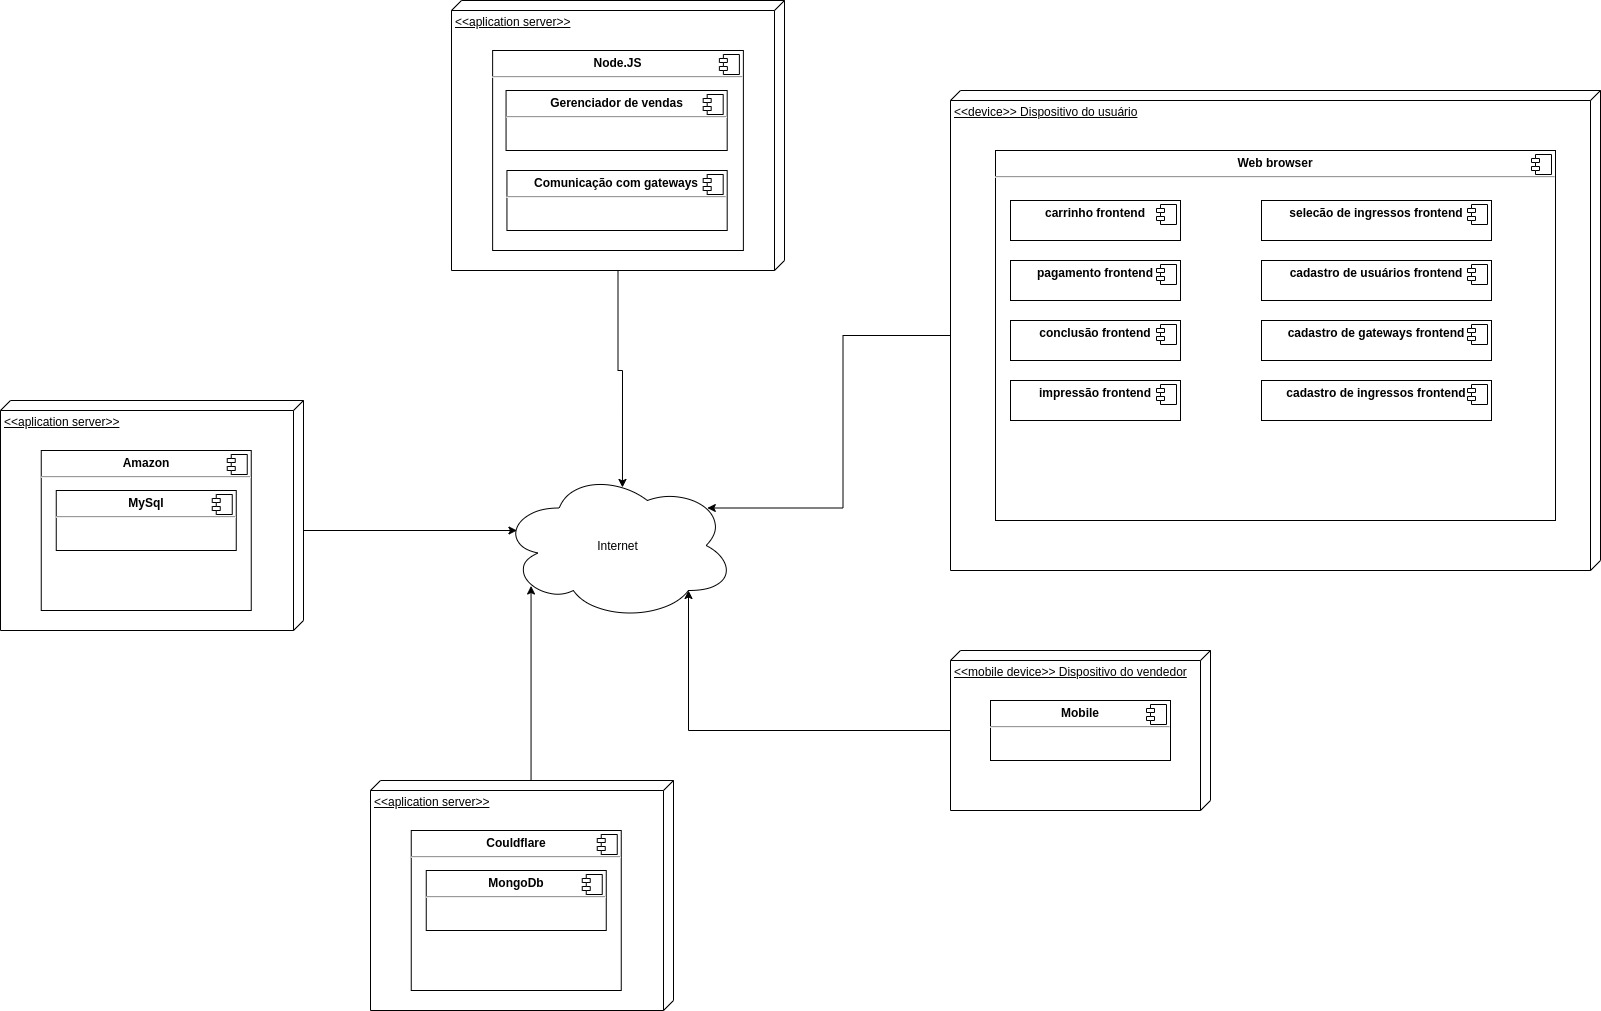 <<aplication server>>
Node.JS
Gerenciador de vendas
Comunicação com gateways
<<device>> Dispositivo do usuário
Web browser
carrinho frontend
selecão de ingressos frontend
pagamento frontend
cadastro de usuários frontend
conclusão frontend
cadastro de gateways frontend
impressão frontend
cadastro de ingressos frontend
<<aplication server>>
Amazon
MySql
Internet
<<mobile device>> Dispositivo do vendedor
Mobile
<<aplication server>>
Couldflare
MongoDb